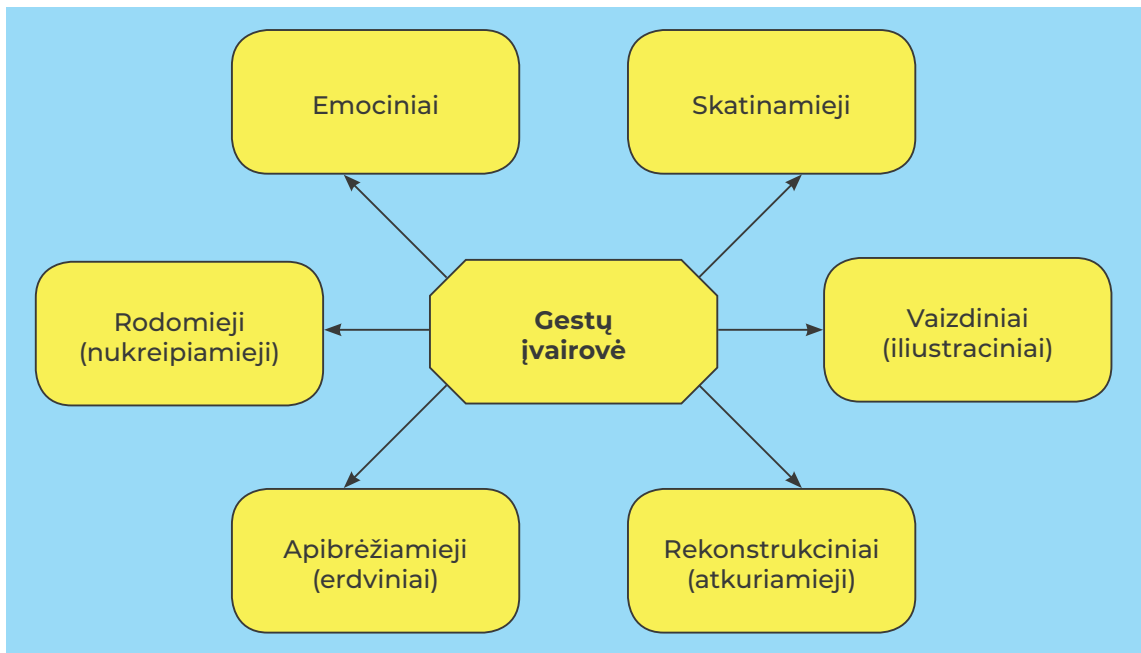 Emociniai
Skatinamieji
Rodomieji
(nukreipiamieji)
Gestų
įvairovė
Vaizdiniai
(iliustraciniai)
Apibrėžiamieji
(erdviniai)
Rekonstrukciniai
(atkuriamieji)